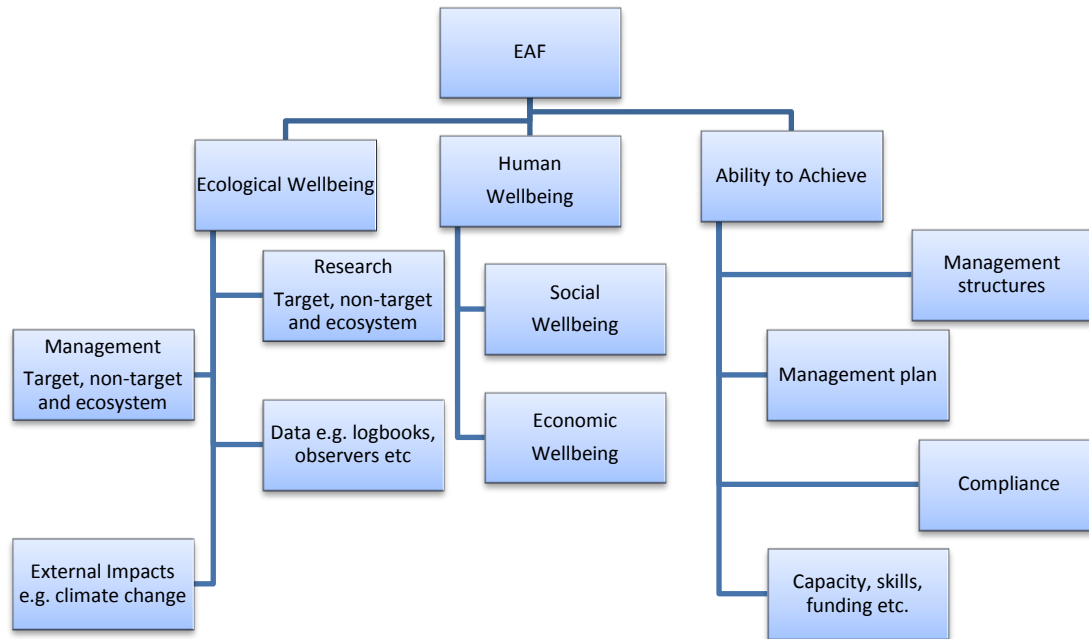 EAF
Ecological Wellbeing
Human
Wellbeing
Ability to Achieve
Research
Target, non-target
and ecosystem
Management
Target, non-target
and ecosystem
Data e.g. logbooks,
observers etc
External Impacts
e.g. climate change
Social
Wellbeing
Economic
Wellbeing
Management
structures
Management plan
Compliance
Capacity, skills,
funding etc.